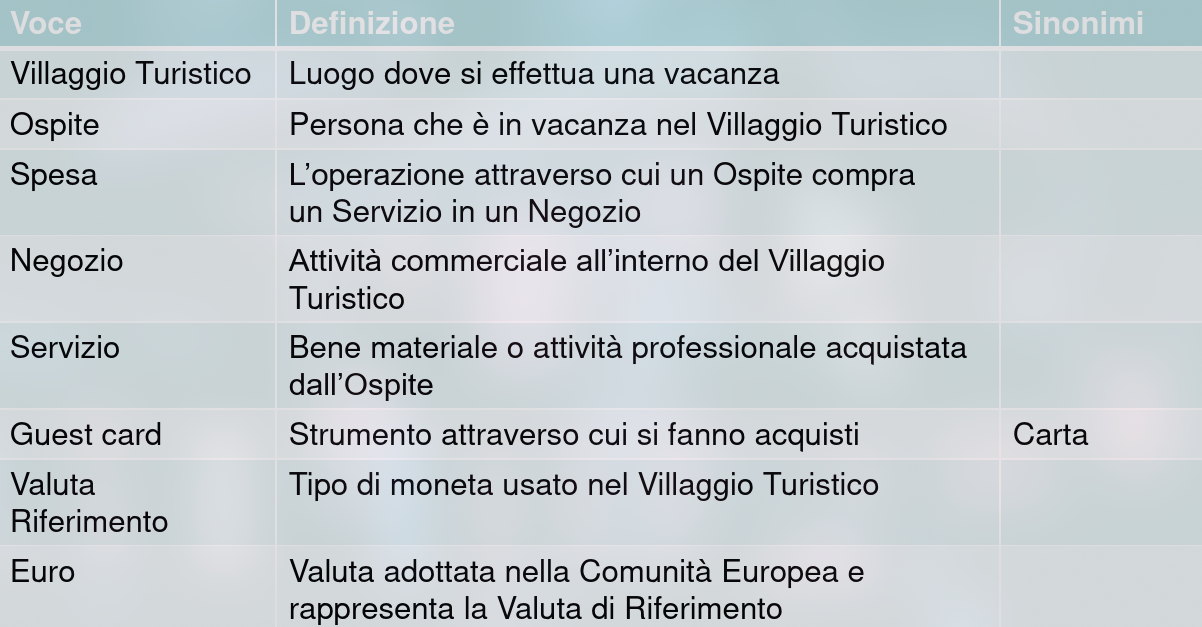 Voce Definizione Sinonimi
Villaggio Turistico Luogo dove si effettua una vacanza
Ospite Persona che è in vacanza nel Villaggio Turistico
Spesa L’operazione attraverso cui un Ospite compra
un Servizio in un Negozio
Negozio Attività commerciale all’interno del Villaggio
Turistico
Servizio Bene materiale o attività professionale acquistata
dall’Ospite
Guest card Strumento attraverso cui si fanno acquisti Carta
Valuta Tipo di moneta usato nel Villaggio Turistico
Riferimento
Euro Valuta adottata nella Comunità Europea e
rappresenta la Valuta di Riferimento